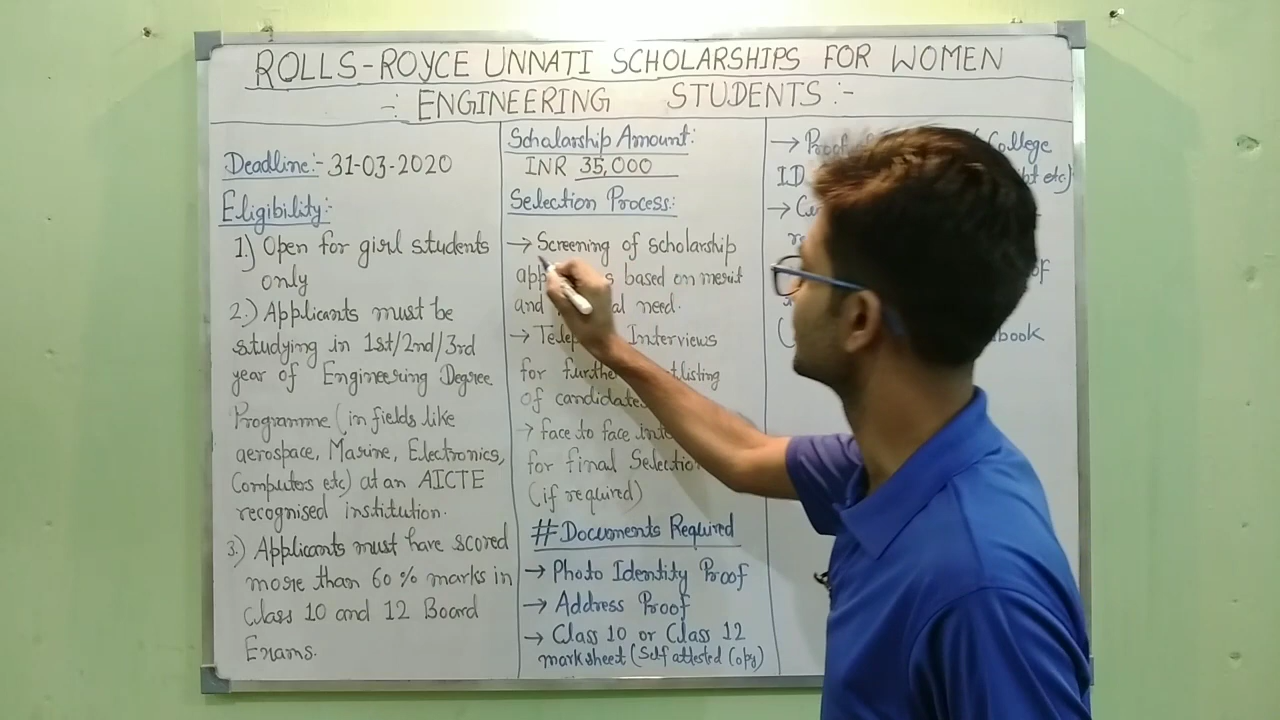 ROLLS-ROYCE UNNATI SCHOLARSHIPS FOR WOMEN
-: ENGINEERING STUDENTS :-
Deadline:- 31-03-2020
Eligibility:-
1.) Open for girl students
only
2.) Applicants must be
studying in 1st/2nd/3rd
year of Engineering Degree
Programme (in fields like
aerospace, Marine, Electronics,
Computers etc) at an AICTE
recognised institution.
3.) Applicants must have scored
more than 60% marks in
Class 10 and 12 Board
Exams.
Scholarship Amount:
INR 35,000
Selection Process:
→ Screening of scholarship
based on merit
and need.
→ Interviews
for
of candidates
→ face to face
for final Selection
(if required)
# Documents Required
→ Photo Identity Proof
→ Address Proof
→ Class 10 or Class 12
marksheet (Self attested Copy)
→ Proof College
ID etc)
→